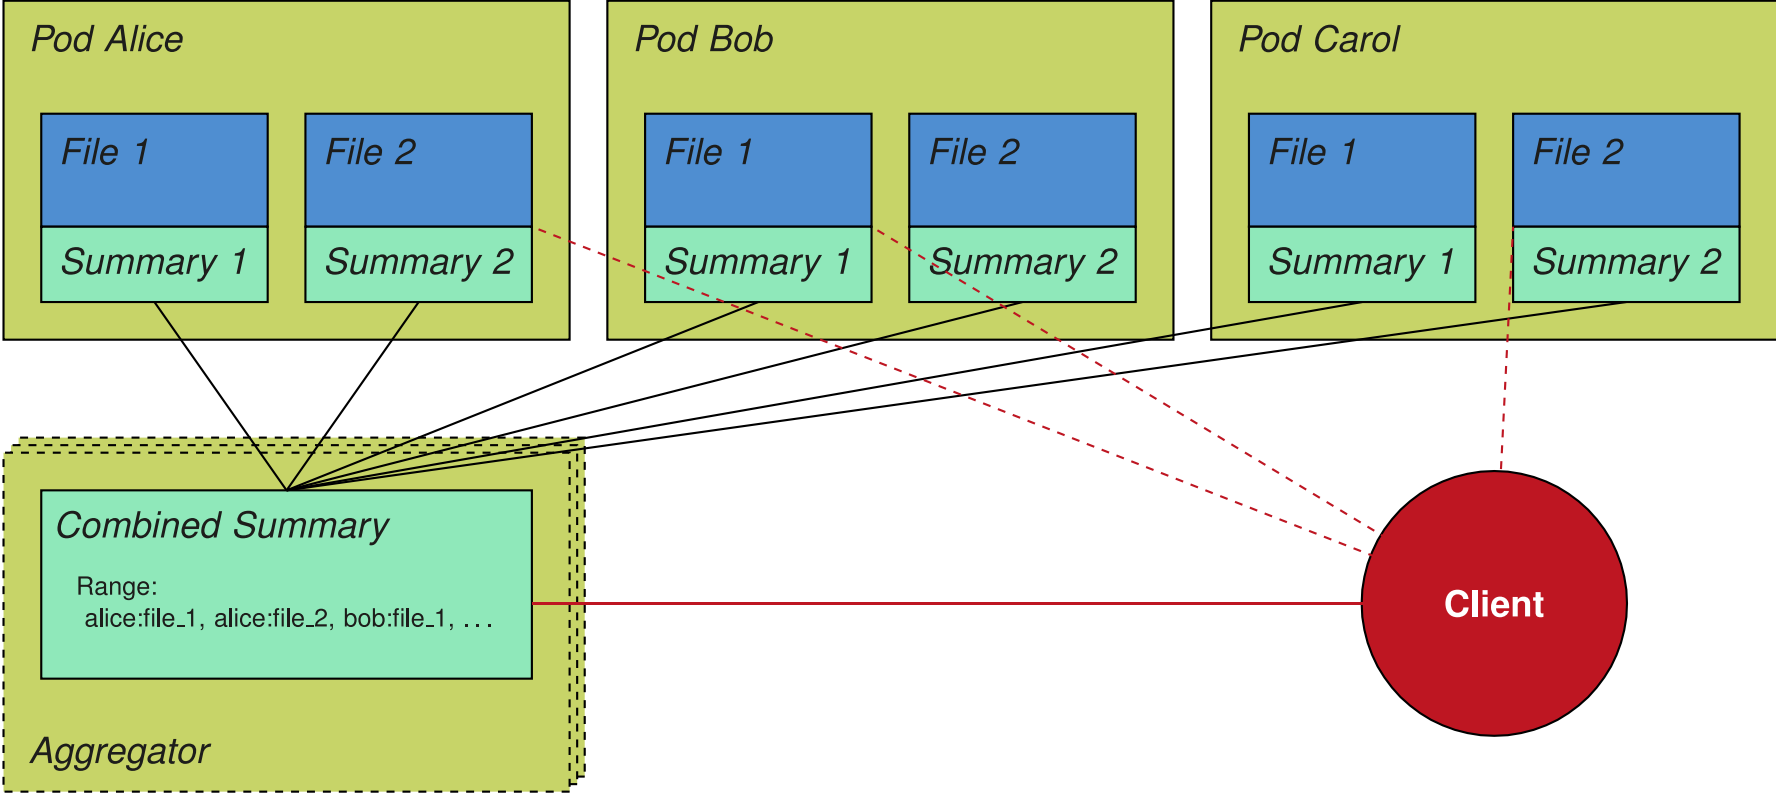 Pod Alice
File 1
File 2
Summary 1
Summary 2
Pod Bob
File 1
File 2
Summary 1
Summary 2
Pod Carol
File 1
File 2
Summary 1
Summary 2
Combined Summary
Range:
alice:file_1, alice:file_2, bob:file_1, ...
Aggregator
Client